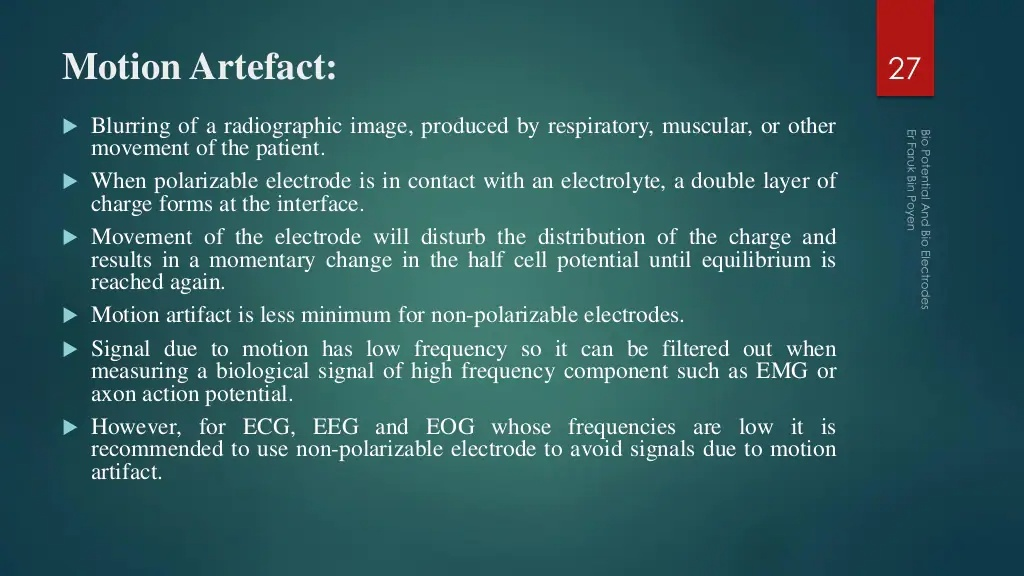 Motion Artefact:
27
Blurring of a radiographic image, produced by respiratory, muscular, or other
movement of the patient.
When polarizable electrode is in contact with an electrolyte, a double layer of
charge forms at the interface.
Movement of the electrode will disturb the distribution of the charge and
results in a momentary change in the half cell potential until equilibrium is
reached again.
Motion artifact is less minimum for non-polarizable electrodes.
Signal due to motion has low frequency so it can be filtered out when
measuring a biological signal of high frequency component such as EMG or
axon action potential.
However, for ECG, EEG and EOG whose frequencies are low it is
recommended to use non-polarizable electrode to avoid signals due to motion
artifact.
Bio Potential And Bio Electrodes
Er Faruk Bin Poyen